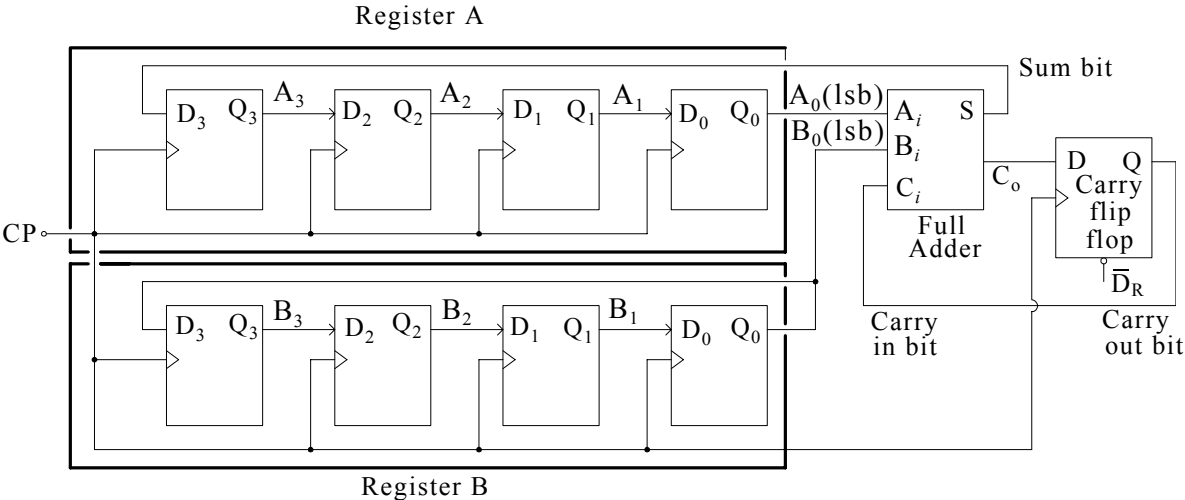 Register A
Sum bit
D₃ Q₃ A₃ D₂ Q₂ A₂ D₁ Q₁ A₁ D₀ Q₀ A₀(lsb) Aᵢ S
B₀(lsb) Bᵢ
Cᵢ
Cₒ
D Q
Carry
flip
flop
D̅R
Full
Adder
CP
D₃ Q₃ B₃ D₂ Q₂ B₂ D₁ Q₁ B₁ D₀ Q₀
Carry
in bit
Carry
out bit
Register B